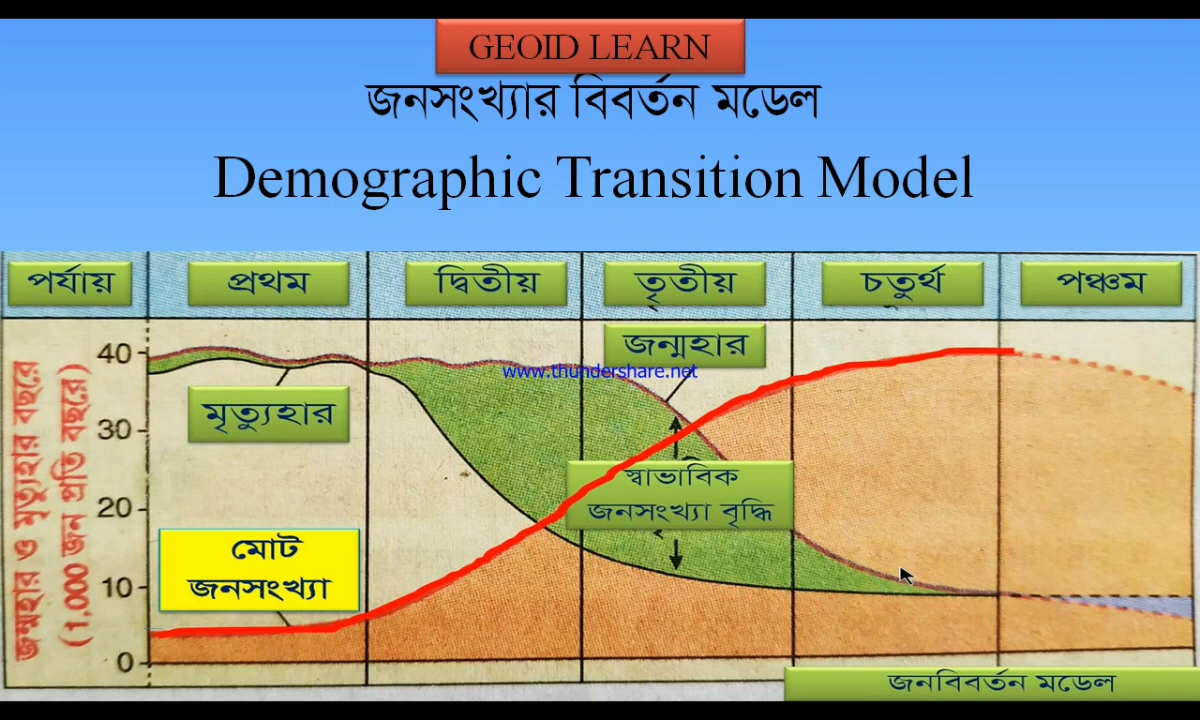 GEOID LEARN
জনসংখ্যার বিবর্তন মডেল
Demographic Transition Model
পর্যায়
প্রথম
দ্বিতীয়
তৃতীয়
চতুর্থ
পঞ্চম
জন্মহার ও মৃত্যুহার বছরে
(1,000 জন প্রতি বছরে)
40
30
20
10
0
জন্মহার
www.thundershare.net
মৃত্যুহার
স্বাভাবিক
জনসংখ্যা বৃদ্ধি
মোট
জনসংখ্যা
জনবিবর্তন মডেল